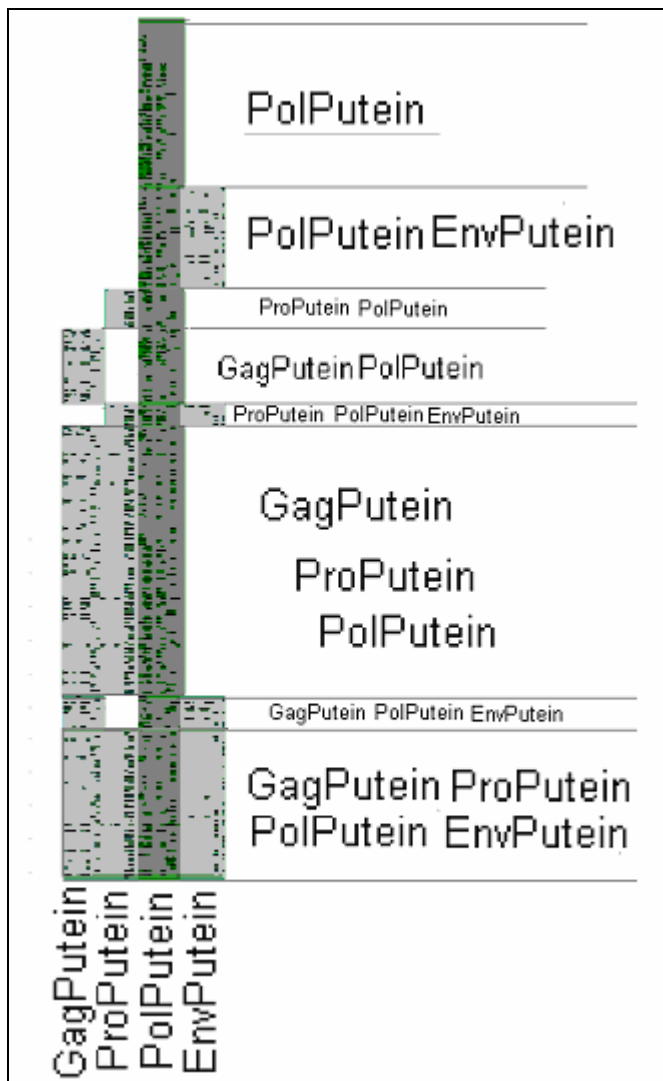 PolPutein
PolPutein EnvPutein
ProPutein PolPutein
GagPutein PolPutein
ProPutein PolPutein EnvPutein
GagPutein
ProPutein
PolPutein
GagPutein PolPutein EnvPutein
GagPutein ProPutein
PolPutein EnvPutein
GagPutein
ProPutein
PolPutein
EnvPutein